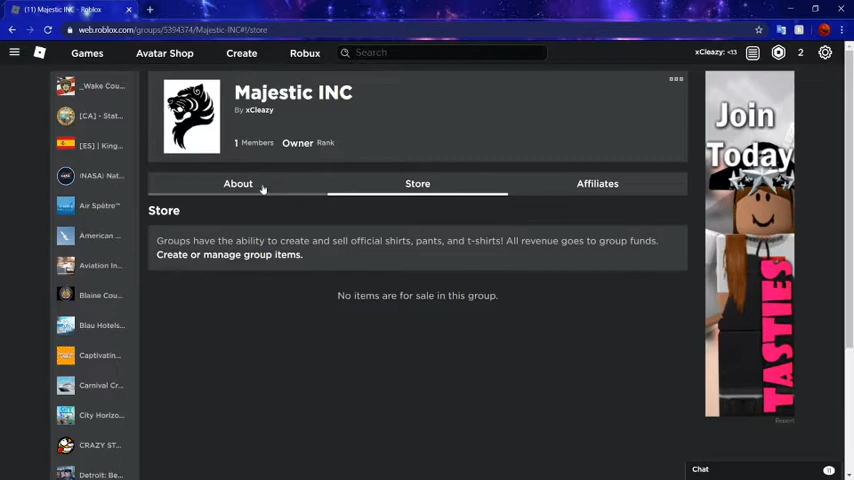 (11) Majestic INC - Roblox
web.roblox.com/groups/5394374/Majestic-INC#!/store
Games
Avatar Shop
Create
Robux
Search
xCleazy: <13
2
_Wake Cou...
[CA] - Stat...
[ES] | King...
!NASA! Nat...
Air Spètre™
American ...
Aviation In...
Blaine Cou...
Blau Hotels...
Captivatin...
Carnival Cr...
City Horizo...
CRAZY ST...
Detroit: Be...
Majestic INC
By xCleazy
1 Members Owner Rank
About
Store
Affiliates
Store
Groups have the ability to create and sell official shirts, pants, and t-shirts! All revenue goes to group funds.
Create or manage group items.
No items are for sale in this group.
Join
Today
TASTIES
Report
Chat